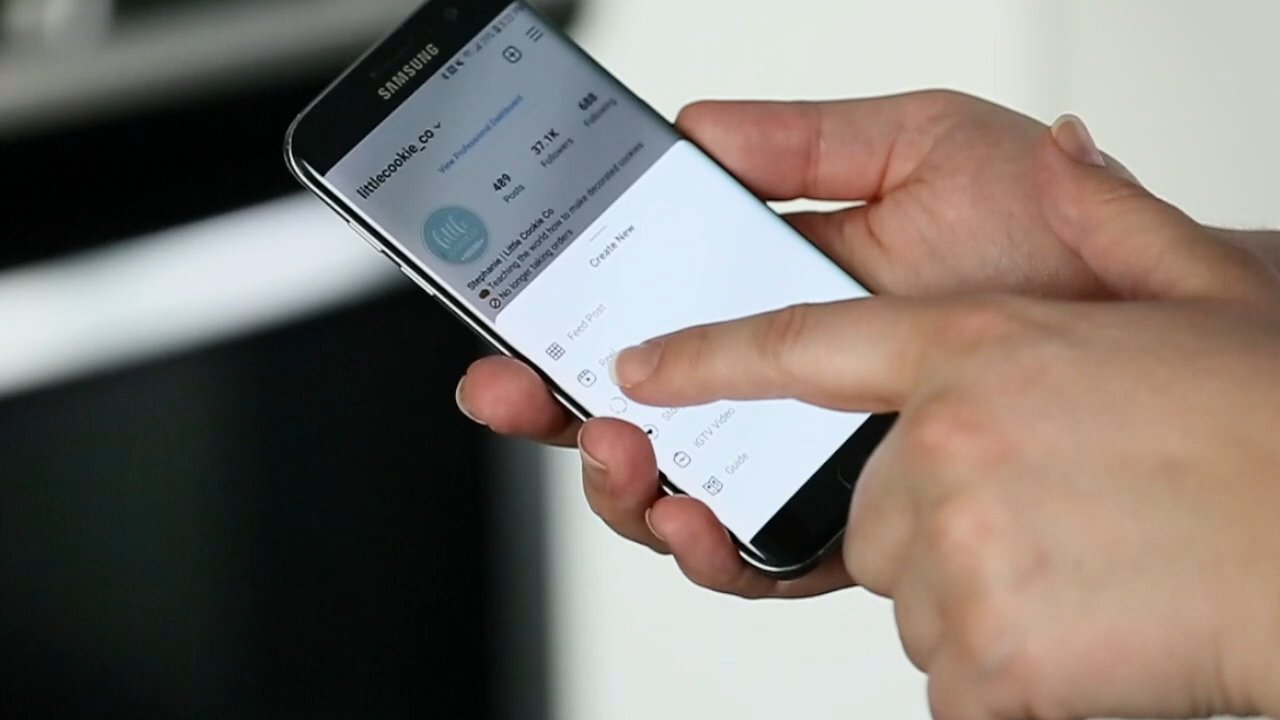 SAMSUNG
littlecookie_co
View Professional Dashboard
489
Posts
37.1K
Followers
688
Following
little
Stephanie | Little Cookie Co
Teaching the world how to make decorated cookies
No longer taking orders
Create New
Feed Post
IGTV Video
Guide